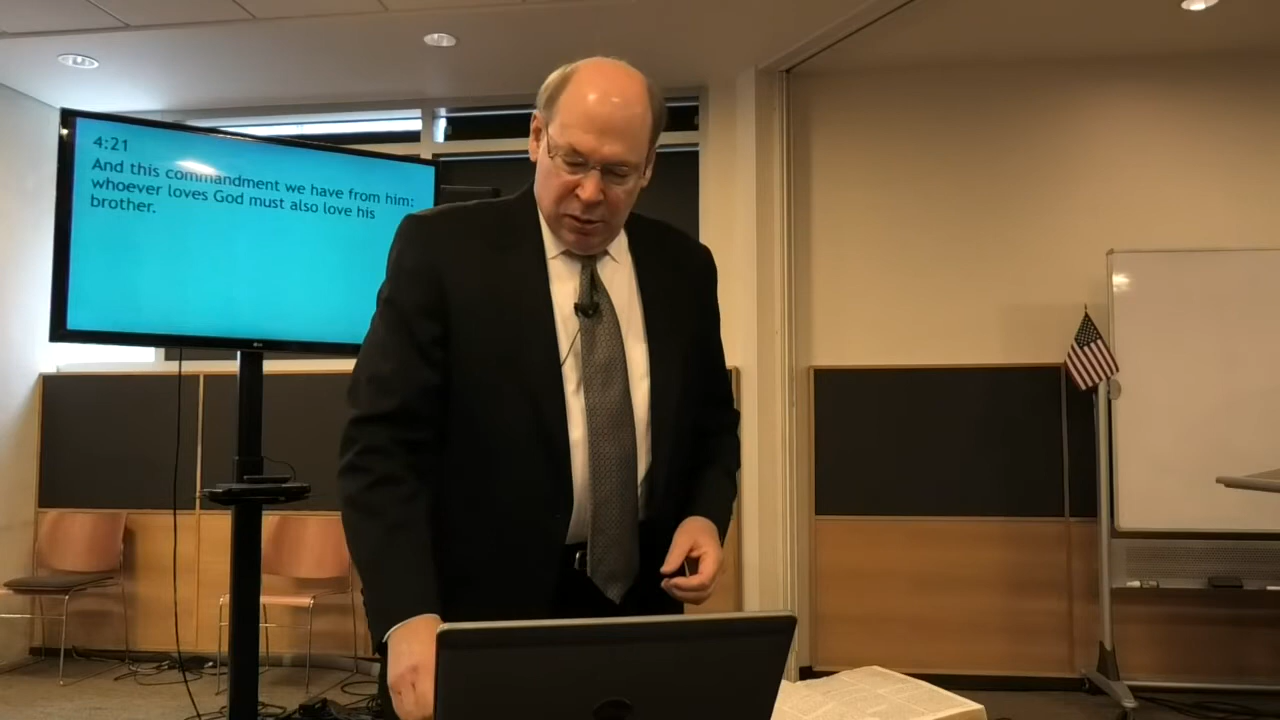 4:21
And this commandment we have from him:
whoever loves God must also love his
brother.